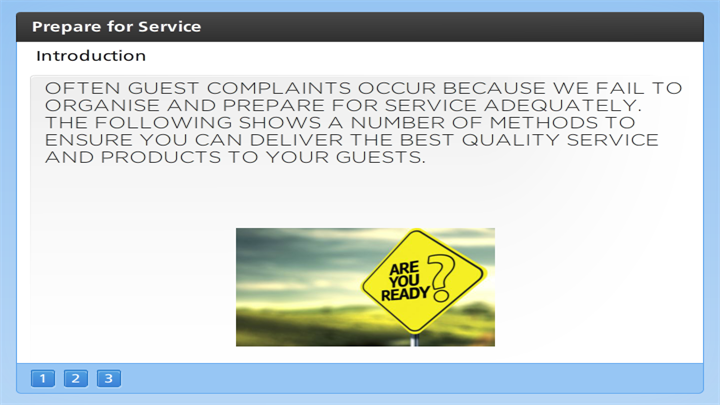 Prepare for Service
Introduction
OFTEN GUEST COMPLAINTS OCCUR BECAUSE WE FAIL TO
ORGANISE AND PREPARE FOR SERVICE ADEQUATELY.
THE FOLLOWING SHOWS A NUMBER OF METHODS TO
ENSURE YOU CAN DELIVER THE BEST QUALITY SERVICE
AND PRODUCTS TO YOUR GUESTS.
ARE
YOU
READY?
1 2 3